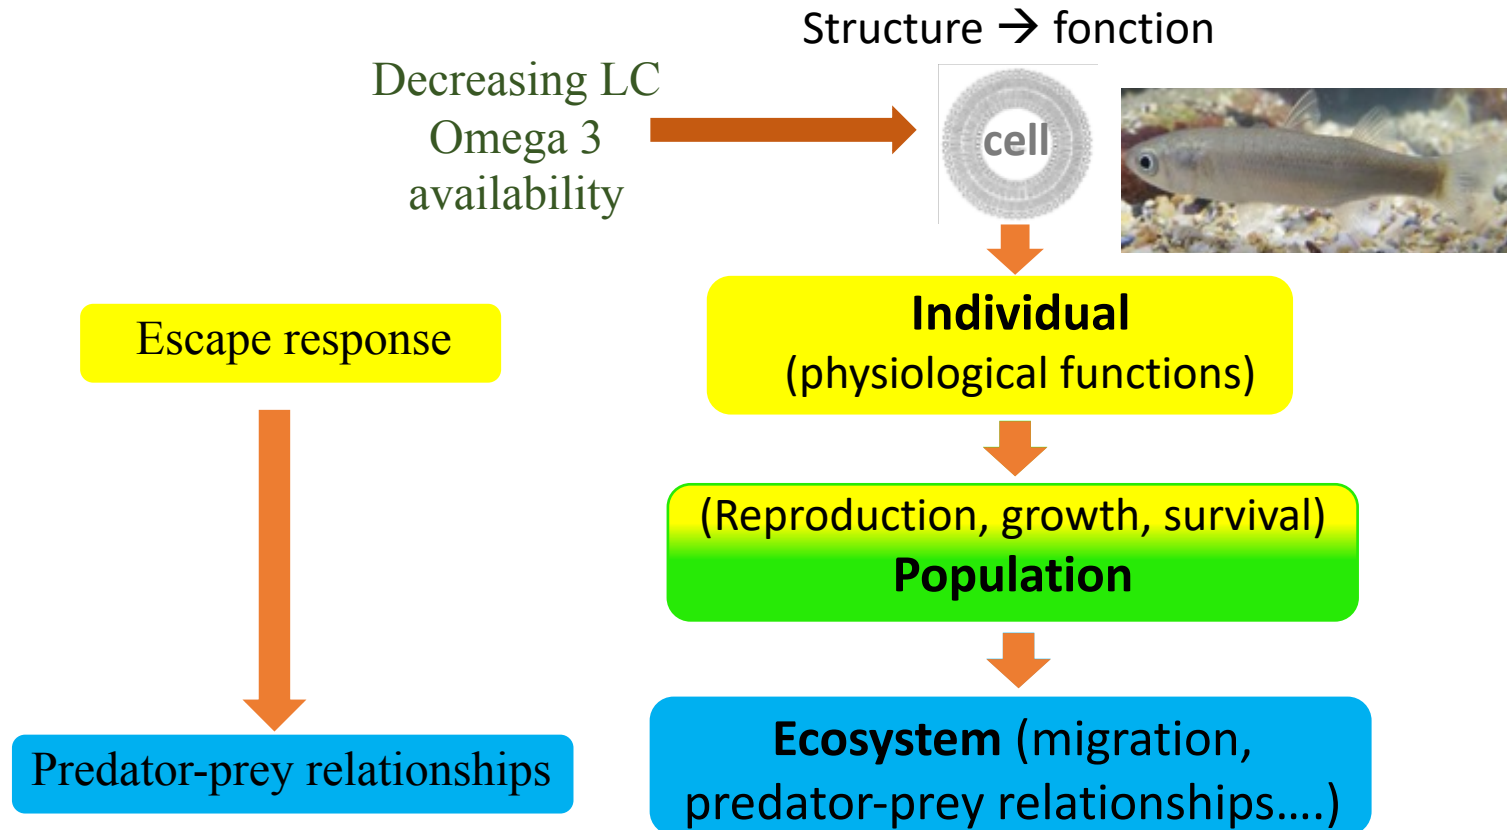 Structure → fonction
Decreasing LC
Omega 3
availability
cell
Individual
(physiological functions)
Escape response
(Reproduction, growth, survival)
Population
Predator-prey relationships
Ecosystem (migration,
predator-prey relationships....)